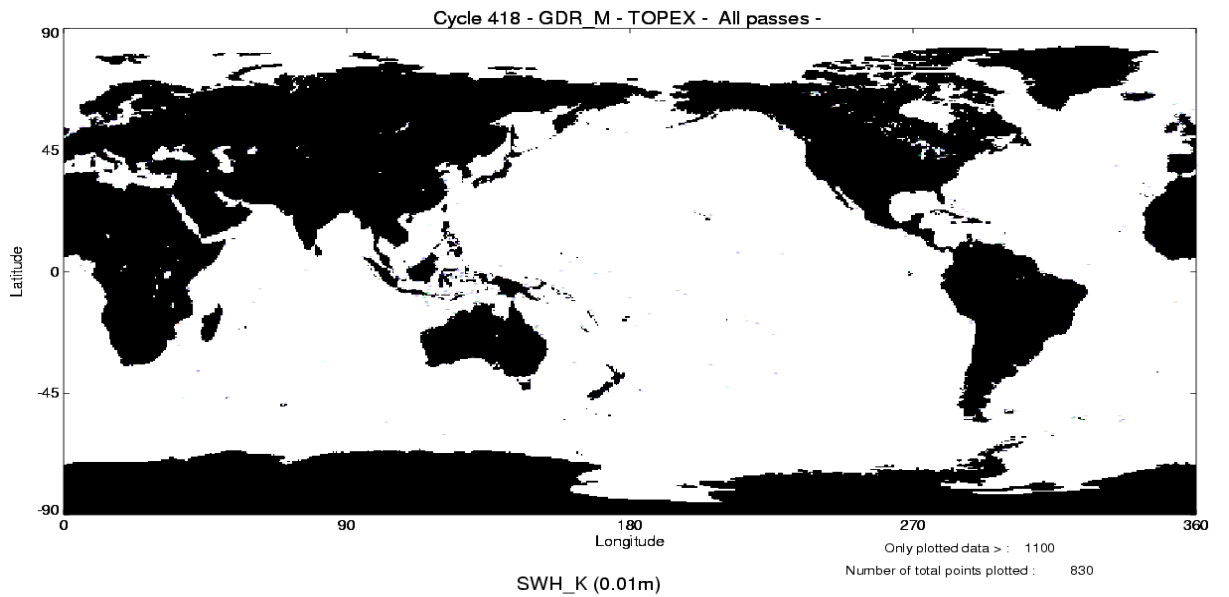 Cycle 418 - GDR_M - TOPEX - All passes -
90
45
Latitude
0
-45
-90
0 90 180 270 360
Longitude
Only plotted data > : 1100
Number of total points plotted : 830
SWH_K (0.01m)